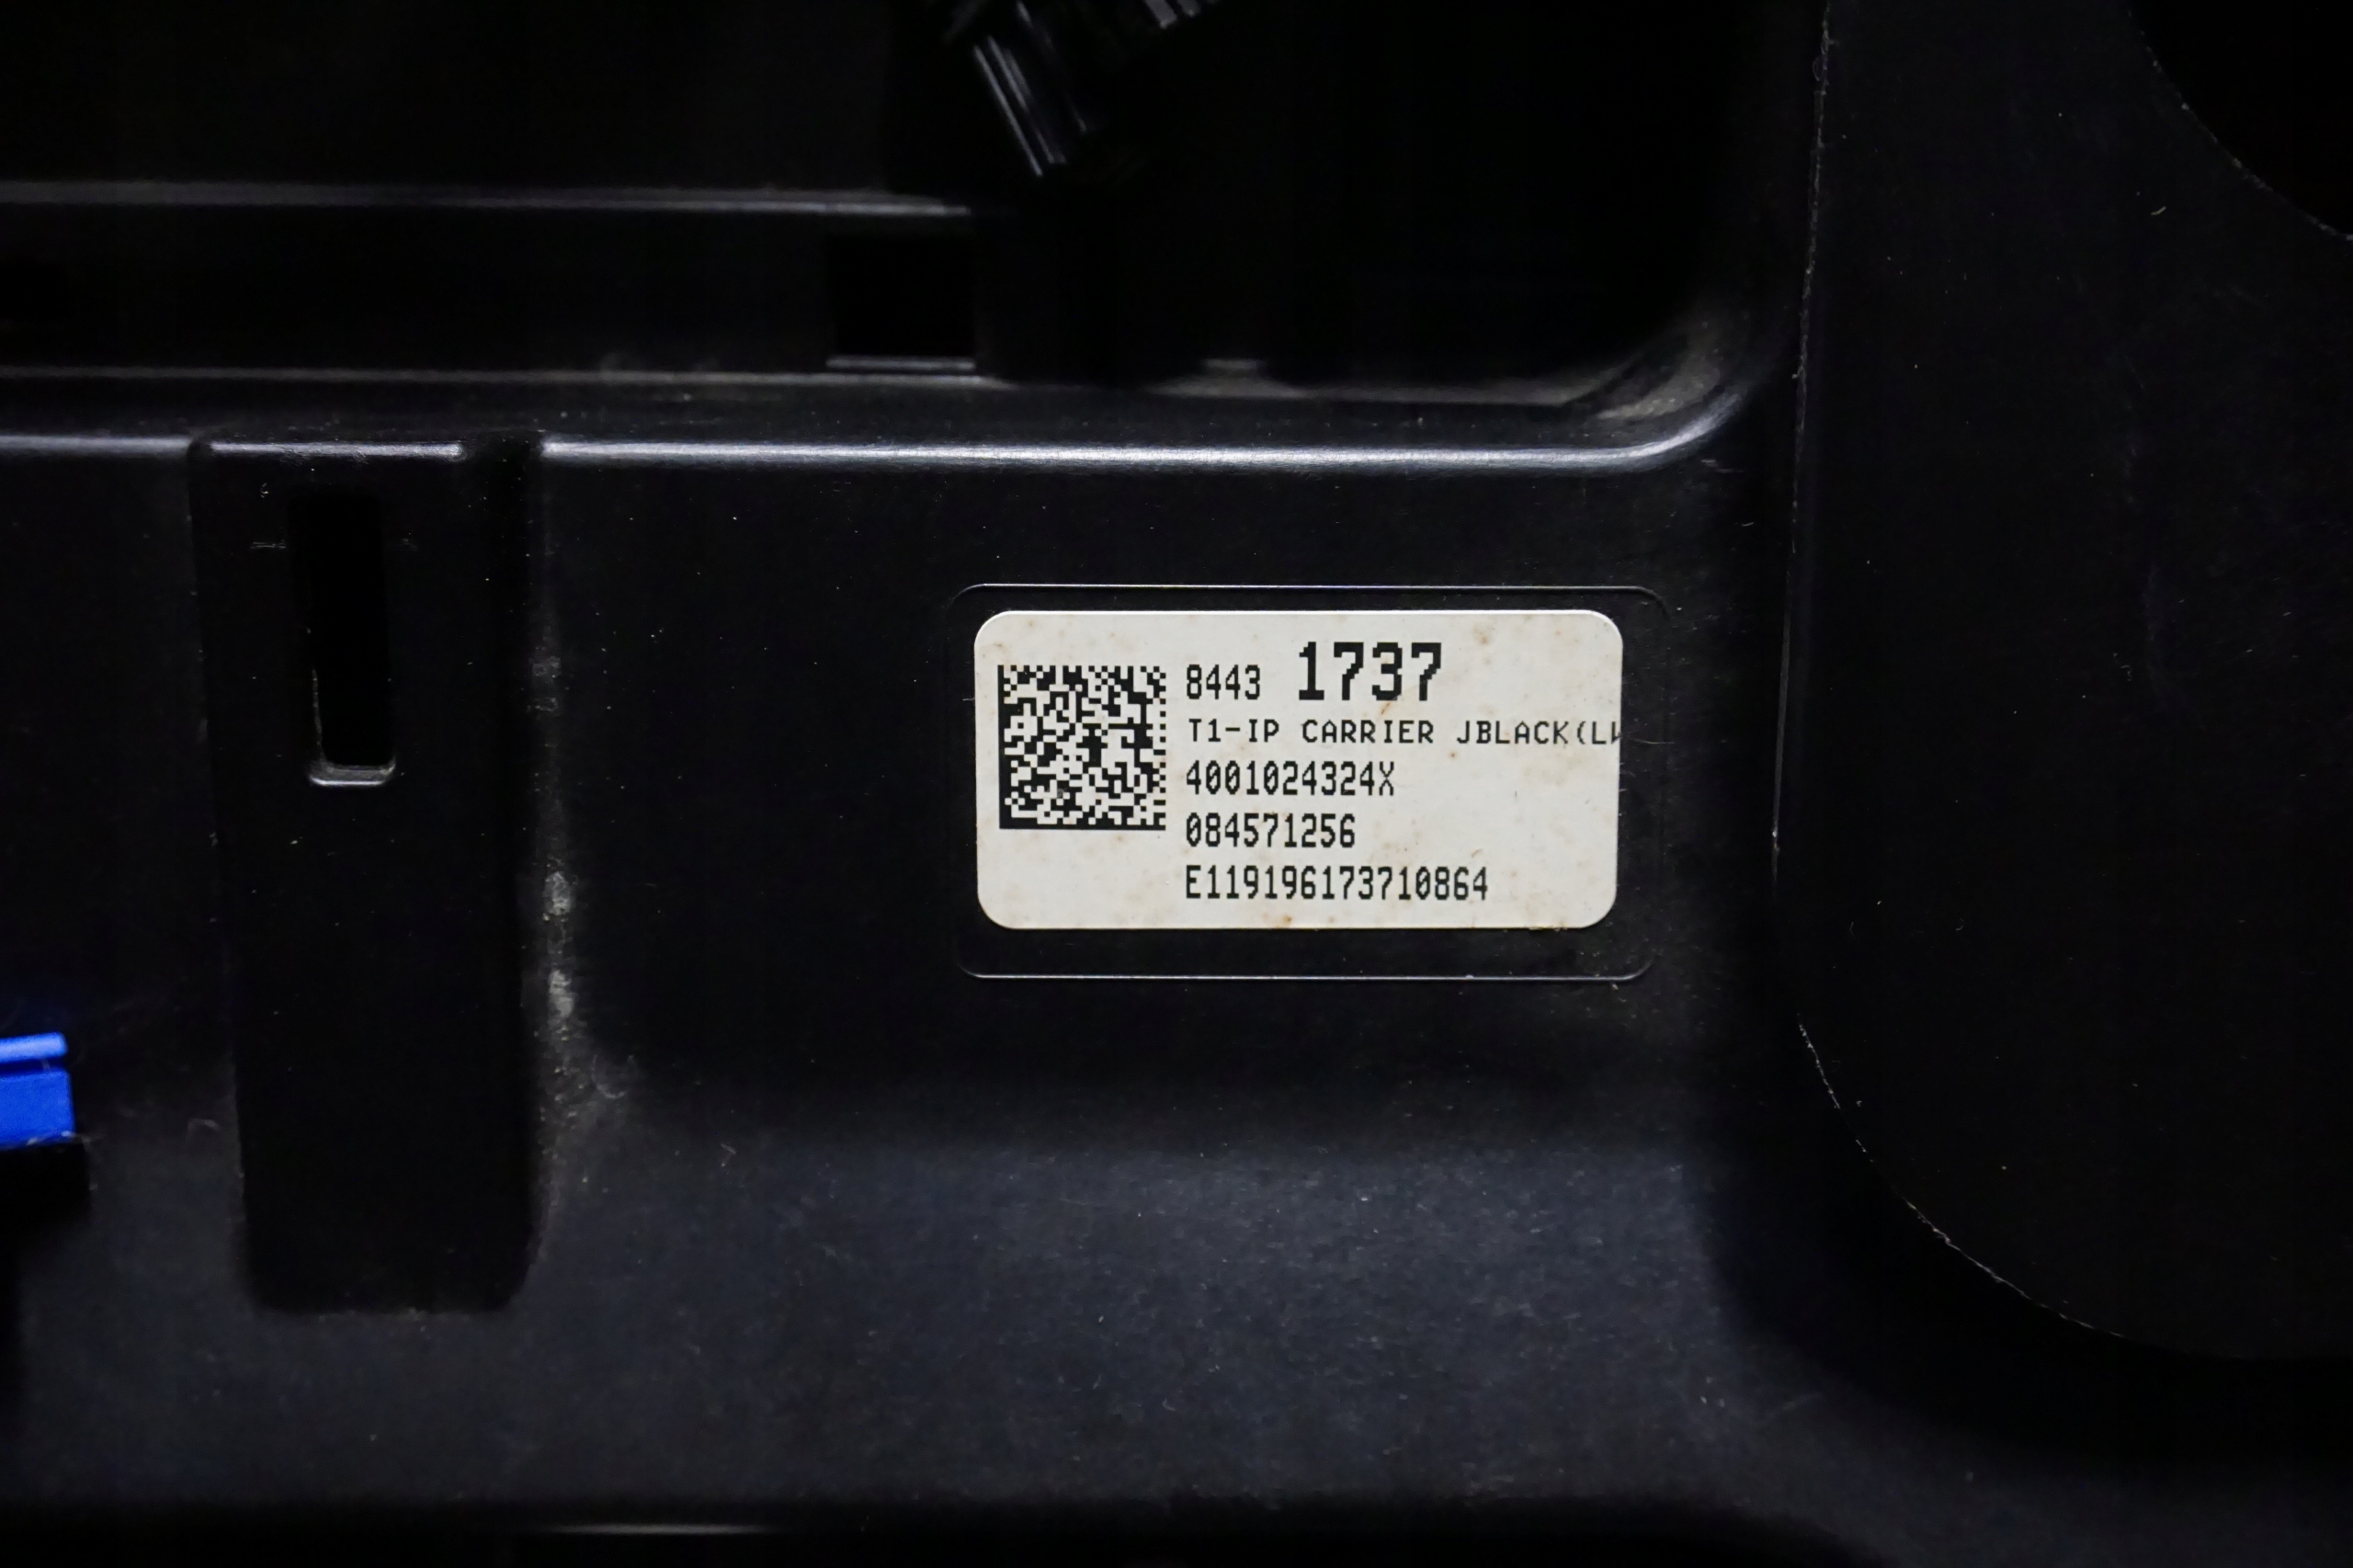 8443 1737
T1-IP CARRIER JBLACK(L
4001024324X
084571256
E119196173710864